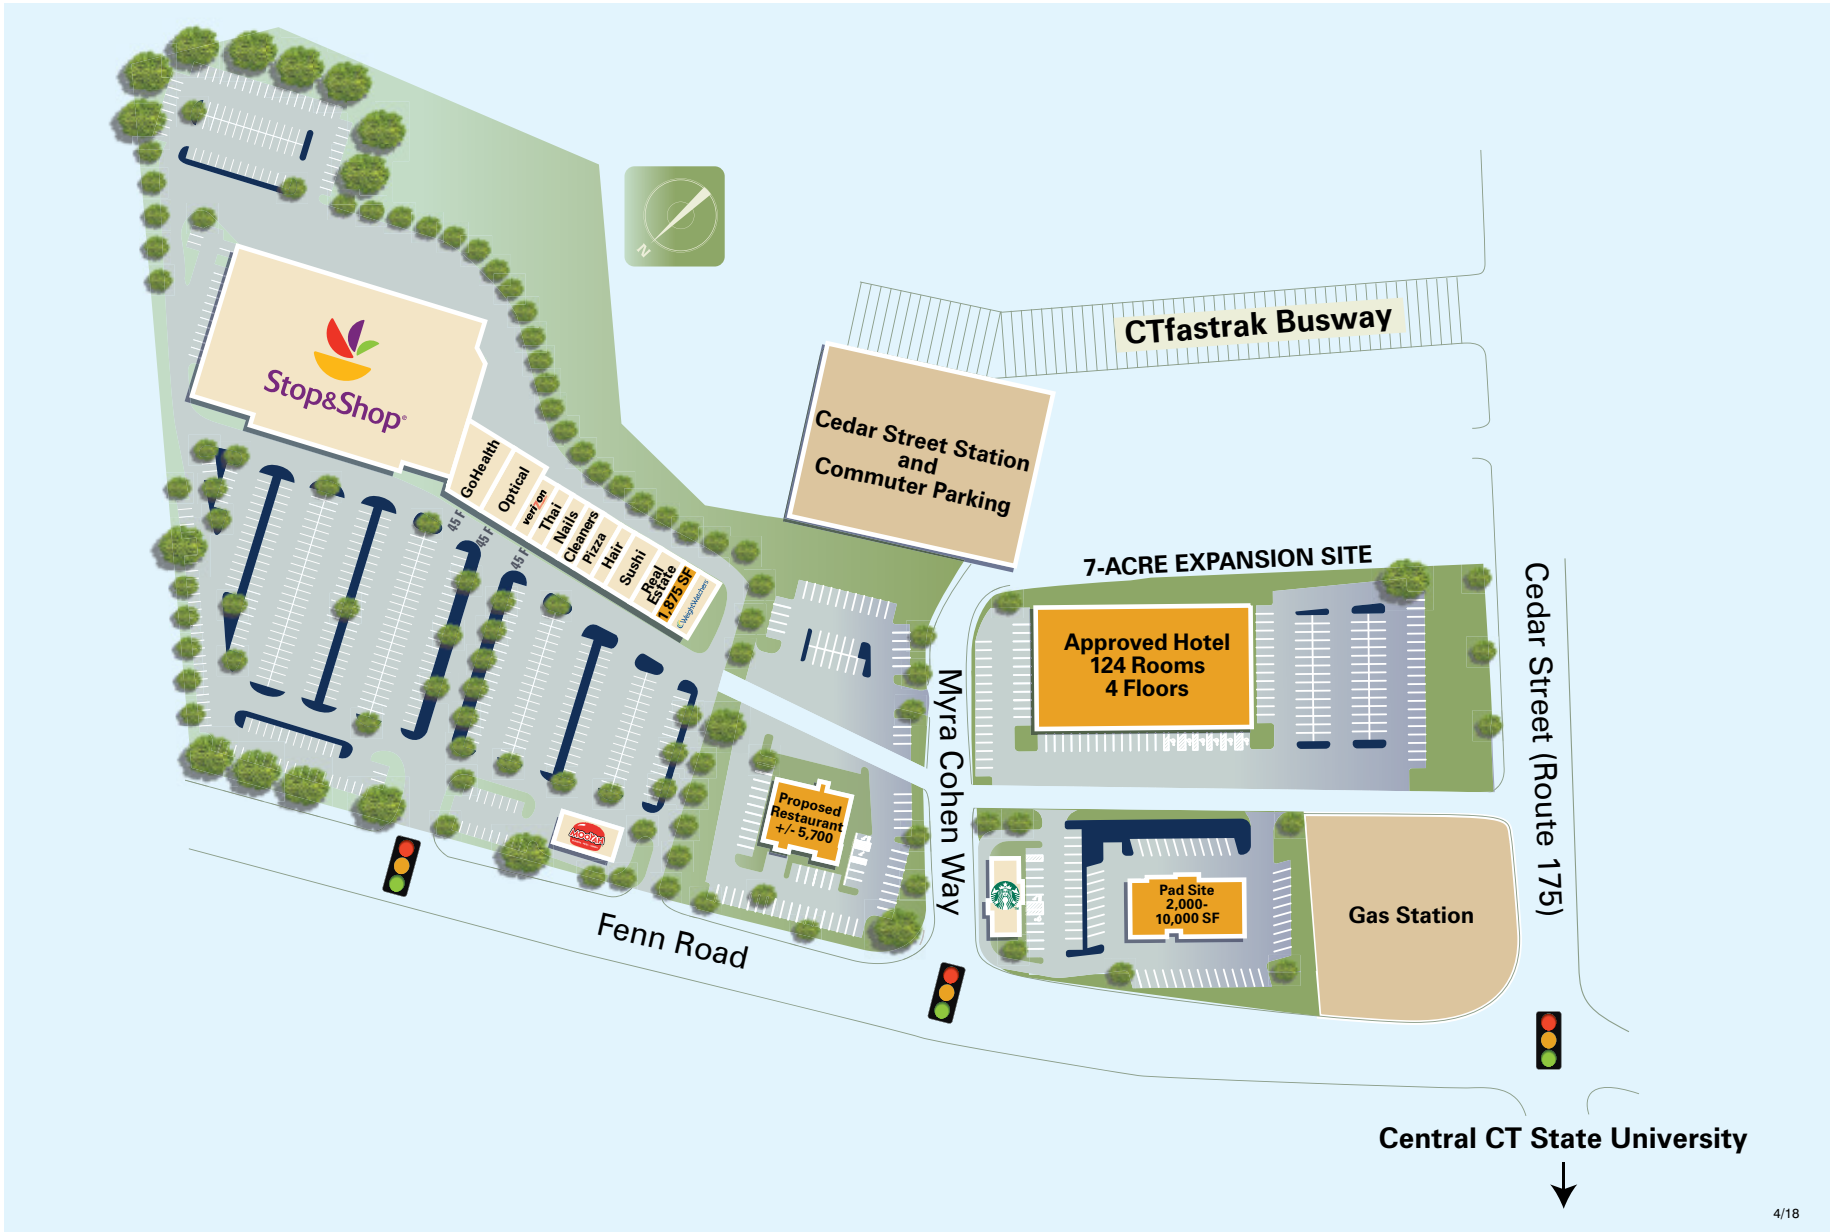 N
Stop&Shop®
CTfastrak Busway
Cedar Street Station
and
Commuter Parking
GoHealth
Optical
verizon
Thai
Nails
Cleaners
Pizza
Hair
Sushi
Real
Estate
1,875 SF
WeightWatchers
45 F
45 F
45 F
7-ACRE EXPANSION SITE
Approved Hotel
124 Rooms
4 Floors
Cedar Street (Route 175)
Myra Cohen Way
Proposed
Restaurant
+/- 5,700
MOOYAH
Pad Site
2,000-
10,000 SF
Gas Station
Fenn Road
Central CT State University
4/18